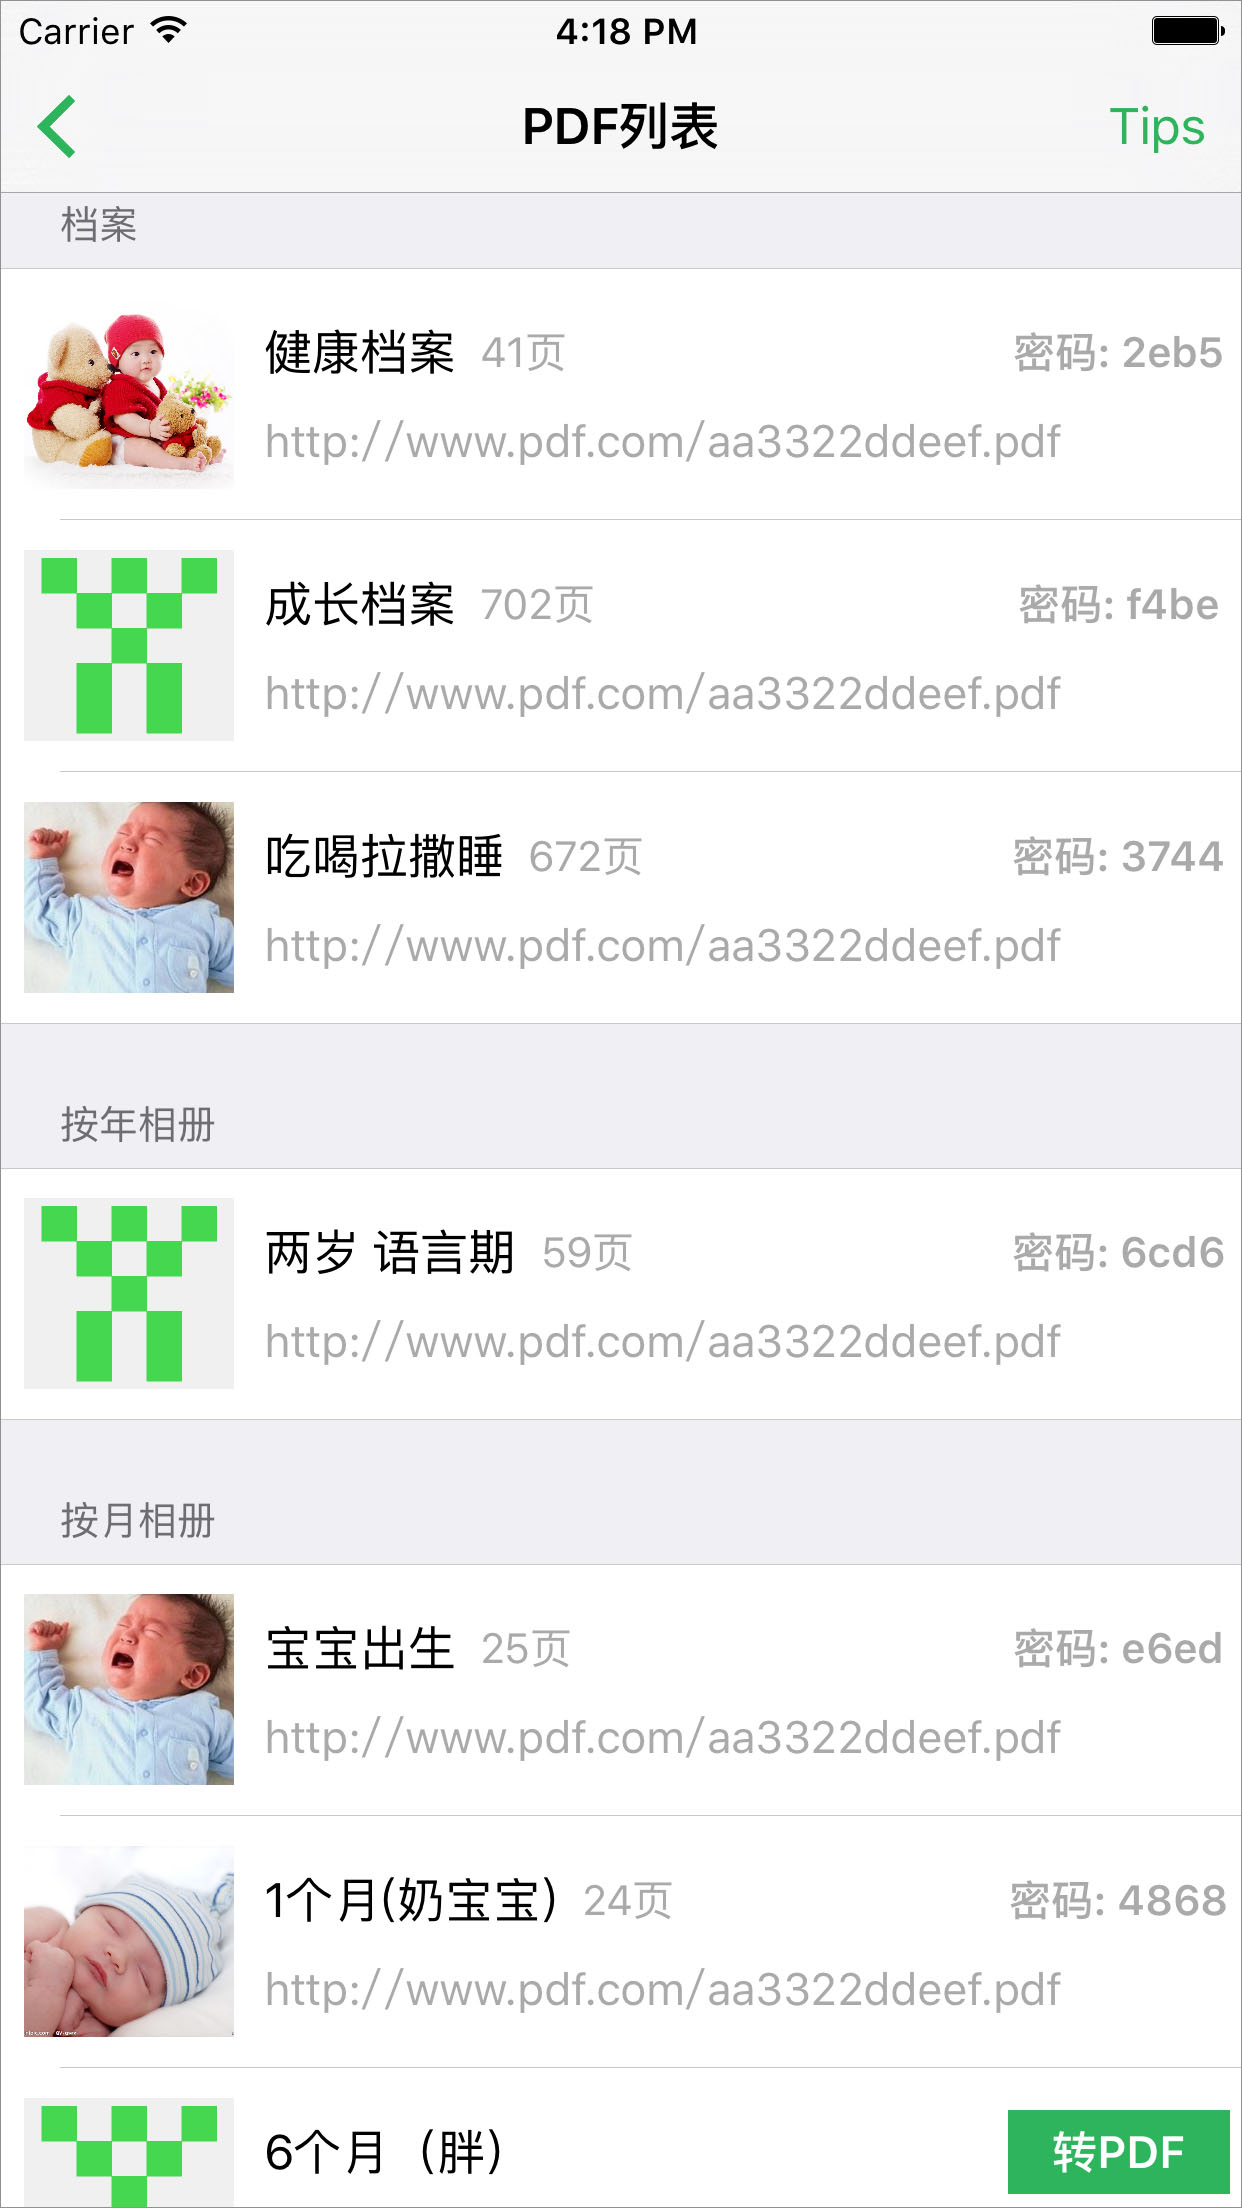 Carrier 4:18 PM
PDF列表 Tips
档案
健康档案 41页 密码: 2eb5
http://www.pdf.com/aa3322ddeef.pdf
成长档案 702页 密码: f4be
http://www.pdf.com/aa3322ddeef.pdf
吃喝拉撒睡 672页 密码: 3744
http://www.pdf.com/aa3322ddeef.pdf
按年相册
两岁 语言期 59页 密码: 6cd6
http://www.pdf.com/aa3322ddeef.pdf
按月相册
宝宝出生 25页 密码: e6ed
http://www.pdf.com/aa3322ddeef.pdf
1个月(奶宝宝) 24页 密码: 4868
http://www.pdf.com/aa3322ddeef.pdf
6个月（胖） 转PDF